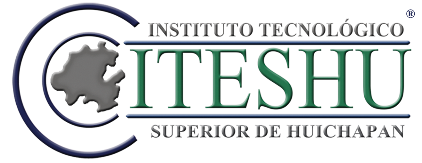 INSTITUTO TECNOLÓGICO ®
ITESHU
SUPERIOR DE HUICHAPAN